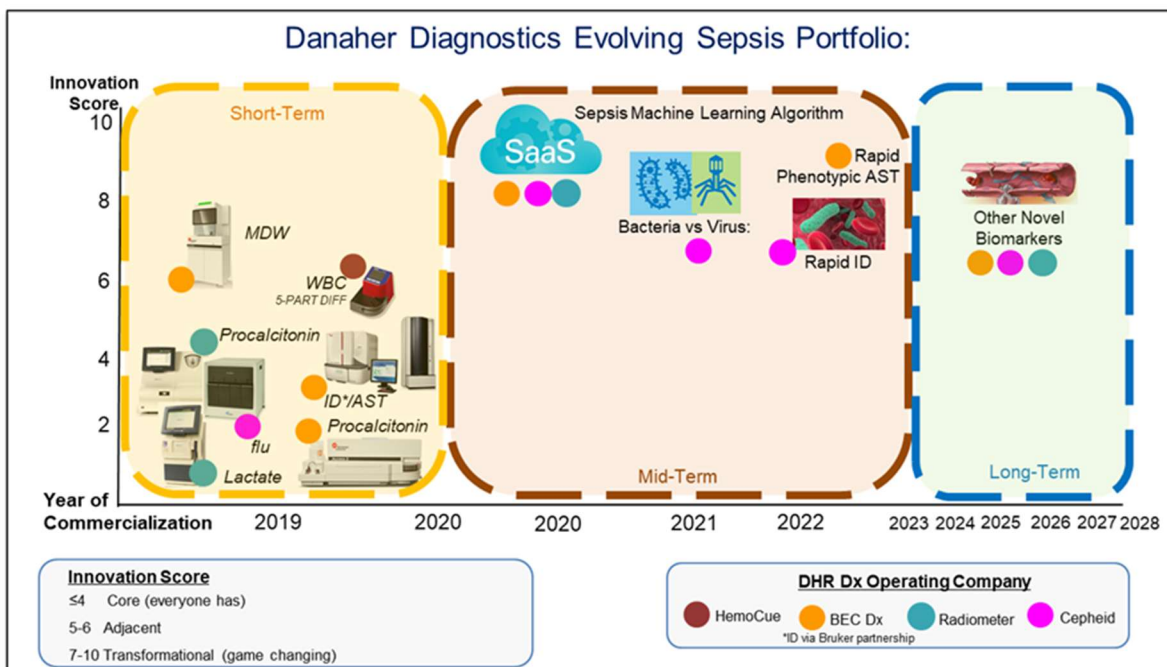 Danaher Diagnostics Evolving Sepsis Portfolio:
Innovation
Score
10
8
6
4
2
Short-Term
MDW
WBC
5-PART DIFF
Procalcitonin
ID*/AST
flu
Procalcitonin
Lactate
Sepsis Machine Learning Algorithm
SaaS
Rapid
Phenotypic AST
Bacteria vs Virus:
Rapid ID
Mid-Term
Other Novel
Biomarkers
Long-Term
Year of
Commercialization
2019 2020 2020 2021 2022 2023 2024 2025 2026 2027 2028
Innovation Score
≤4 Core (everyone has)
5-6 Adjacent
7-10 Transformational (game changing)
DHR Dx Operating Company
HemoCue BEC Dx Radiometer Cepheid
*ID via Bruker partnership